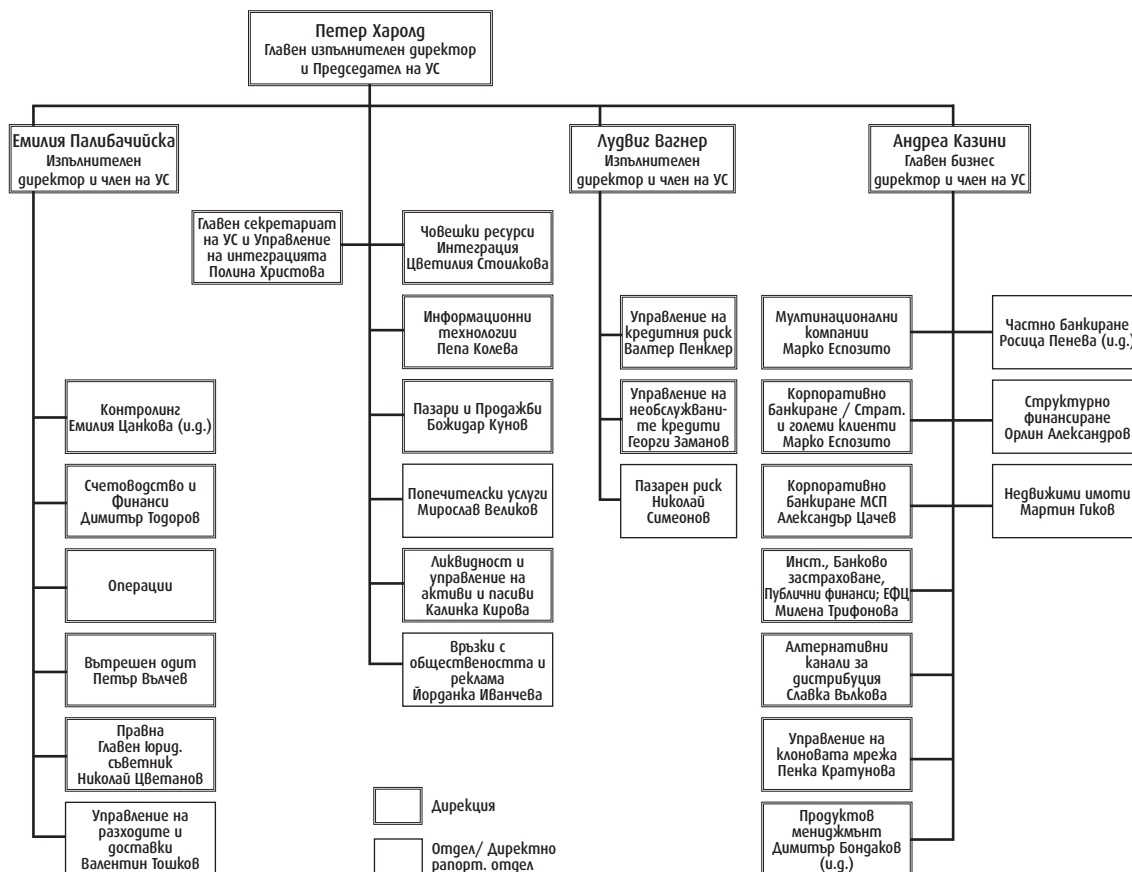 Петер Харолд
Главен изпълнителен директор
и Председател на УС
Емилия Палибачийска
Изпълнителен
директор и член на УС
Лудвиг Вагнер
Изпълнителен
директор и член на УС
Андреа Казини
Главен бизнес
директор и член на УС
Главен секретариат
на УС и Управление
на интеграцията
Полина Христова
Човешки ресурси
Интеграция
Цветилия Стоилкова
Информационни
технологии
Пепа Колева
Пазари и Продажби
Божидар Кунов
Попечителски услуги
Мирослав Великов
Ликвидност и
управление на
активи и пасиви
Калинка Кирова
Връзки с
обществеността и
реклама
Йорданка Иванчева
Контролинг
Емилия Цанкова (и.д.)
Счетоводство и
Финанси
Димитър Тодоров
Операции
Вътрешен одит
Петър Вълчев
Правна
Главен юрид.
съветник
Николай Цветанов
Управление на
разходите и
доставки
Валентин Тошков
Управление на
кредитния риск
Валтер Пенклер
Управление на
необслужвани-
те кредити
Георги Заманов
Пазарен риск
Николай
Симеонов
Мултинационални
компании
Марко Еспозито
Корпоративно
банкиране / Страт.
и големи клиенти
Марко Еспозито
Корпоративно
банкиране МСП
Александър Цачев
Инст., Банково
застраховане,
Публични финанси; ЕФЦ
Милена Трифонова
Алтернативни
канали за
дистрибуция
Славка Вълкова
Управление на
клоновата мрежа
Пенка Кратунова
Продуктов
мениджмънт
Димитър Бондаков
(и.д.)
Частно банкиране
Росица Пенева (и.д.)
Структурно
финансиране
Орлин Александров
Недвижими имоти
Мартин Гиков
Дирекция
Отдел/ Директно
рапорт. отдел